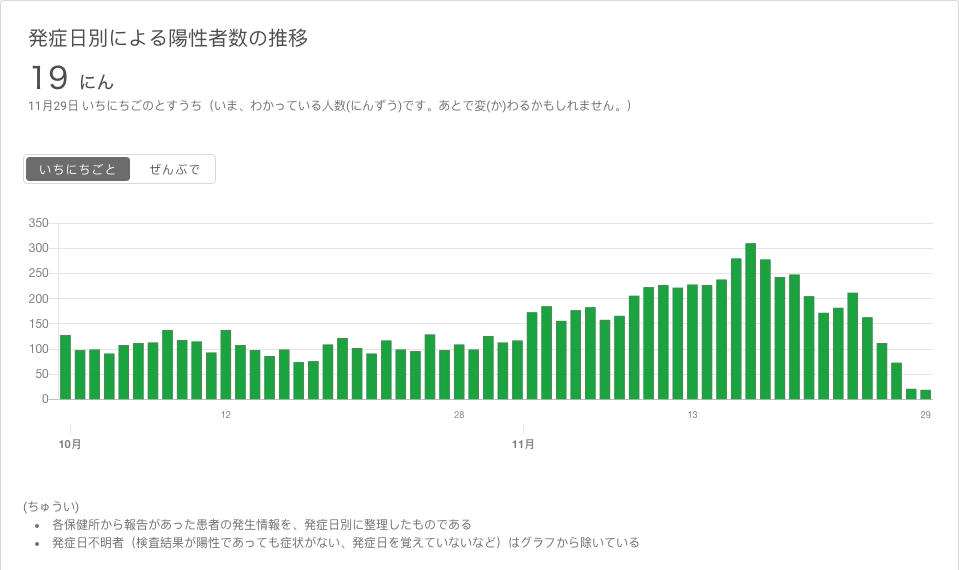 発症日別による陽性者数の推移
19 にん
11月29日 いちにちごのとすうち（いま、わかっている人数(にんずう)です。あとで変(か)わるかもしれません。）
いちにちごと ぜんぶで
350
300
250
200
150
100
50
0
12 28 13 29
10月 11月
(ちゅうい)
• 各保健所から報告があった患者の発生情報を、発症日別に整理したものである
• 発症日不明者（検査結果が陽性であっても症状がない、発症日を覚えていないなど）はグラフから除いている